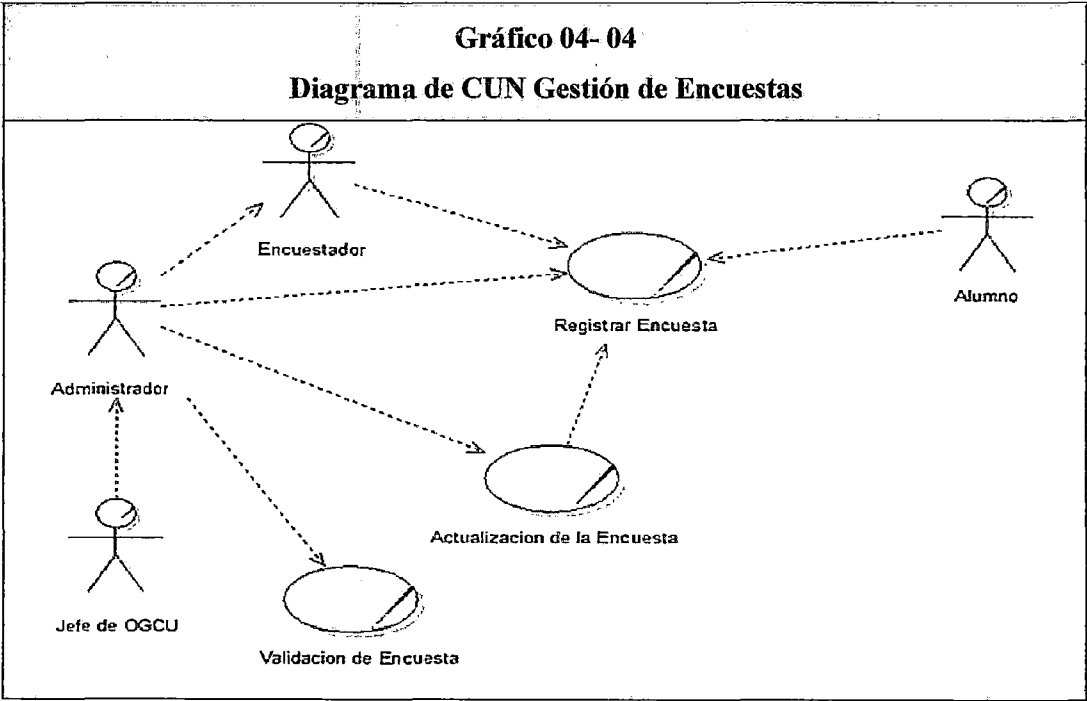 Gráfico 04- 04
Diagrama de CUN Gestión de Encuestas
Encuestador
Alumno
Registrar Encuesta
Administrador
Actualizacion de la Encuesta
Jefe de OGCU
Validacion de Encuesta